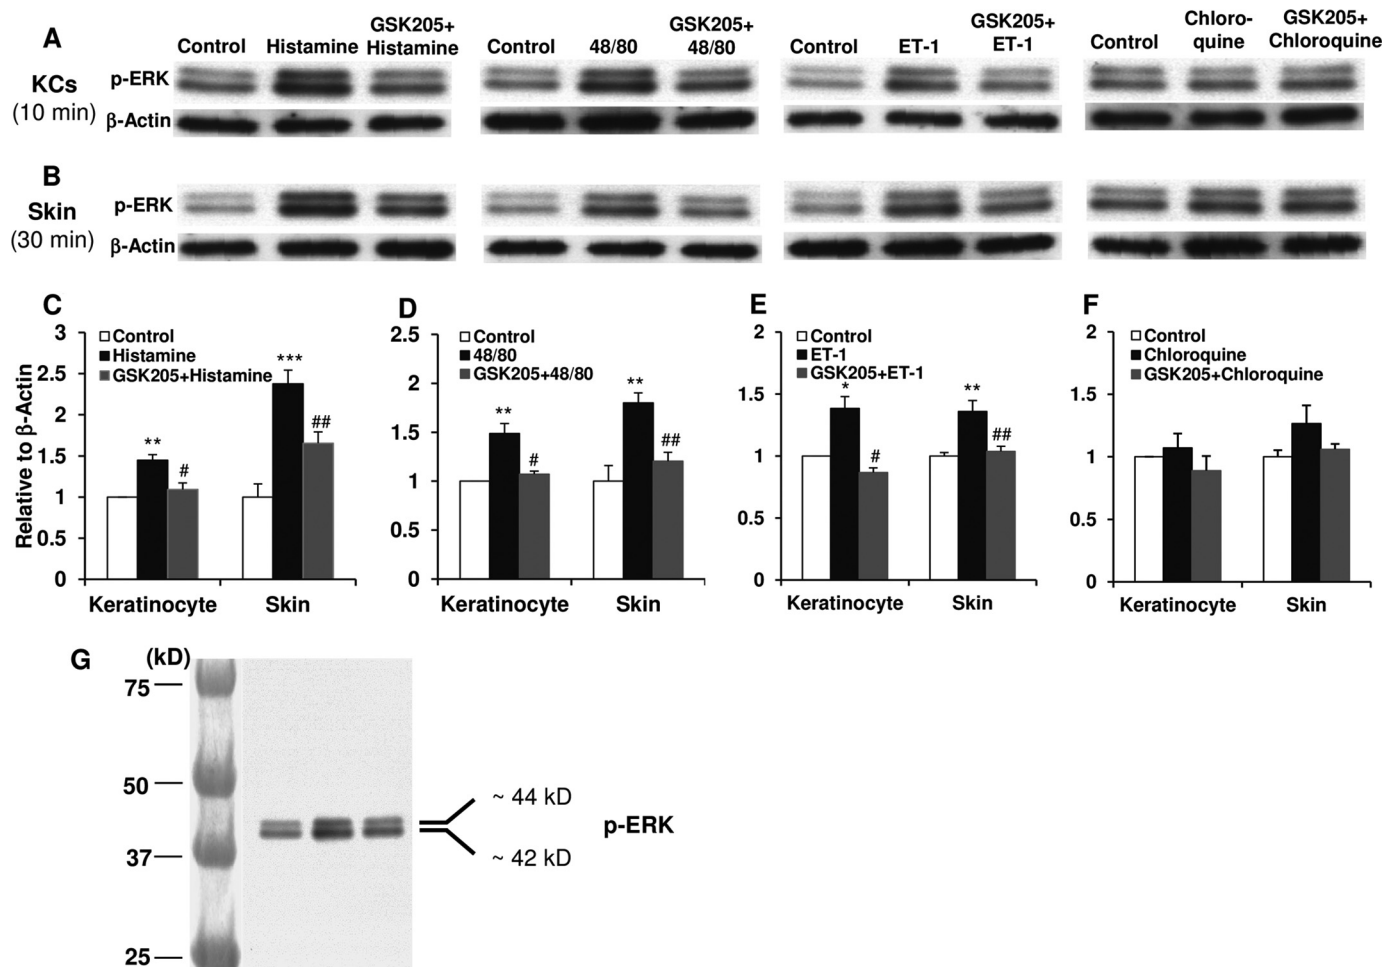 A
KCs
(10 min)
Control
Histamine
GSK205+
Histamine
Control
48/80
GSK205+
48/80
Control
ET-1
GSK205+
ET-1
Control
Chloro-
quine
GSK205+
Chloroquine
p-ERK
β-Actin
B
Skin
(30 min)
p-ERK
β-Actin
C
Relative to β-Actin
3
2.5
2
1.5
1
0.5
0
Control
Histamine
GSK205+Histamine
**
#
***
##
Keratinocyte
Skin
D
2.5
2
1.5
1
0.5
0
Control
48/80
GSK205+48/80
**
#
**
##
Keratinocyte
Skin
E
2
1.5
1
0.5
0
Control
ET-1
GSK205+ET-1
*
#
**
##
Keratinocyte
Skin
F
2
1.5
1
0.5
0
Control
Chloroquine
GSK205+Chloroquine
Keratinocyte
Skin
G
(kD)
75
50
37
25
~ 44 kD
~ 42 kD
p-ERK